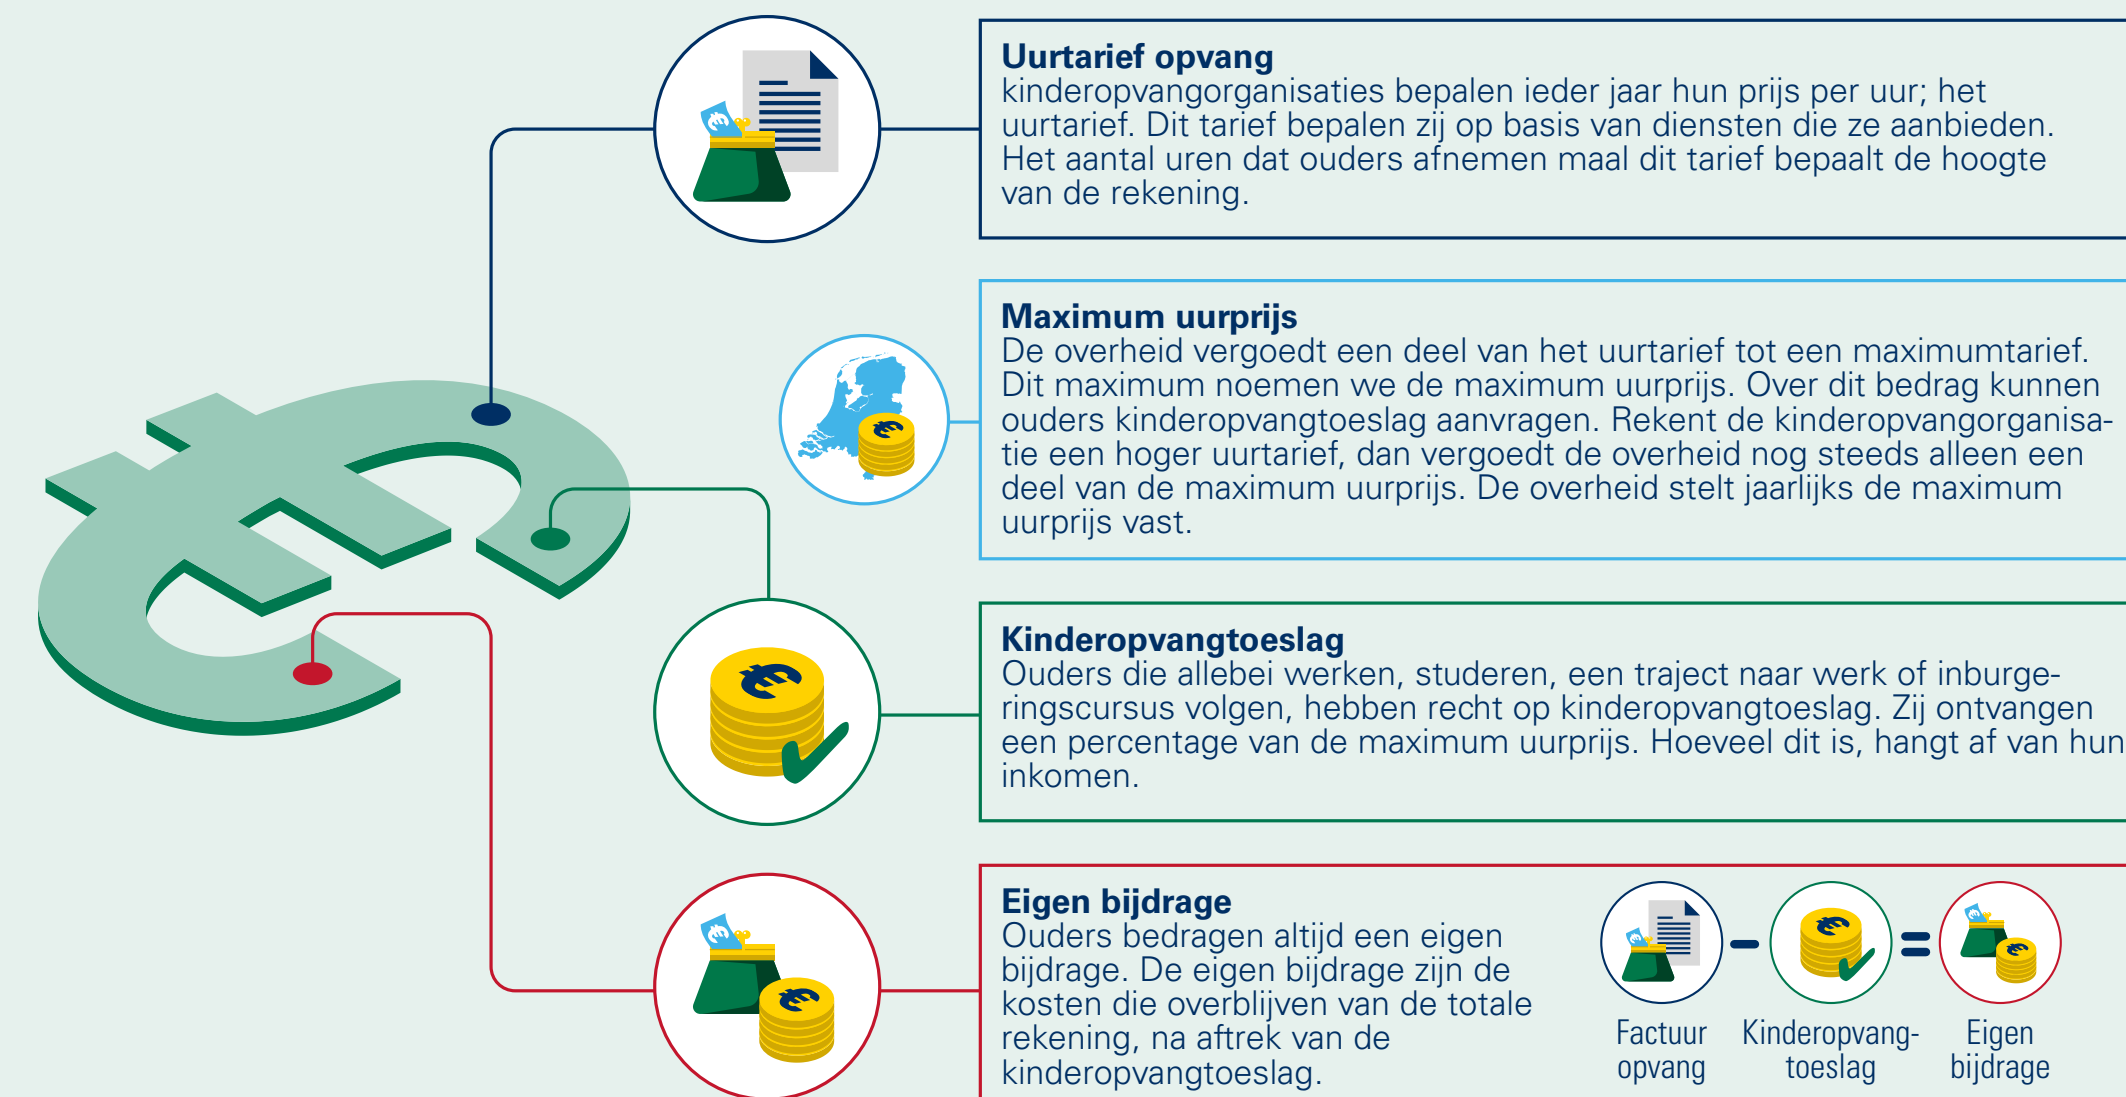 Uurtarief opvang
kinderopvangorganisaties bepalen ieder jaar hun prijs per uur; het
uurtarief. Dit tarief bepalen zij op basis van diensten die ze aanbieden.
Het aantal uren dat ouders afnemen maal dit tarief bepaalt de hoogte
van de rekening.
Maximum uurprijs
De overheid vergoedt een deel van het uurtarief tot een maximumtarief.
Dit maximum noemen we de maximum uurprijs. Over dit bedrag kunnen
ouders kinderopvangtoeslag aanvragen. Rekent de kinderopvangorganisa-
tie een hoger uurtarief, dan vergoedt de overheid nog steeds alleen een
deel van de maximum uurprijs. De overheid stelt jaarlijks de maximum
uurprijs vast.
Kinderopvangtoeslag
Ouders die allebei werken, studeren, een traject naar werk of inburge-
ringscursus volgen, hebben recht op kinderopvangtoeslag. Zij ontvangen
een percentage van de maximum uurprijs. Hoeveel dit is, hangt af van hun
inkomen.
Eigen bijdrage
Ouders bedragen altijd een eigen
bijdrage. De eigen bijdrage zijn de
kosten die overblijven van de totale
rekening, na aftrek van de
kinderopvangtoeslag.
Factuur
opvang
Kinderopvang-
toeslag
Eigen
bijdrage